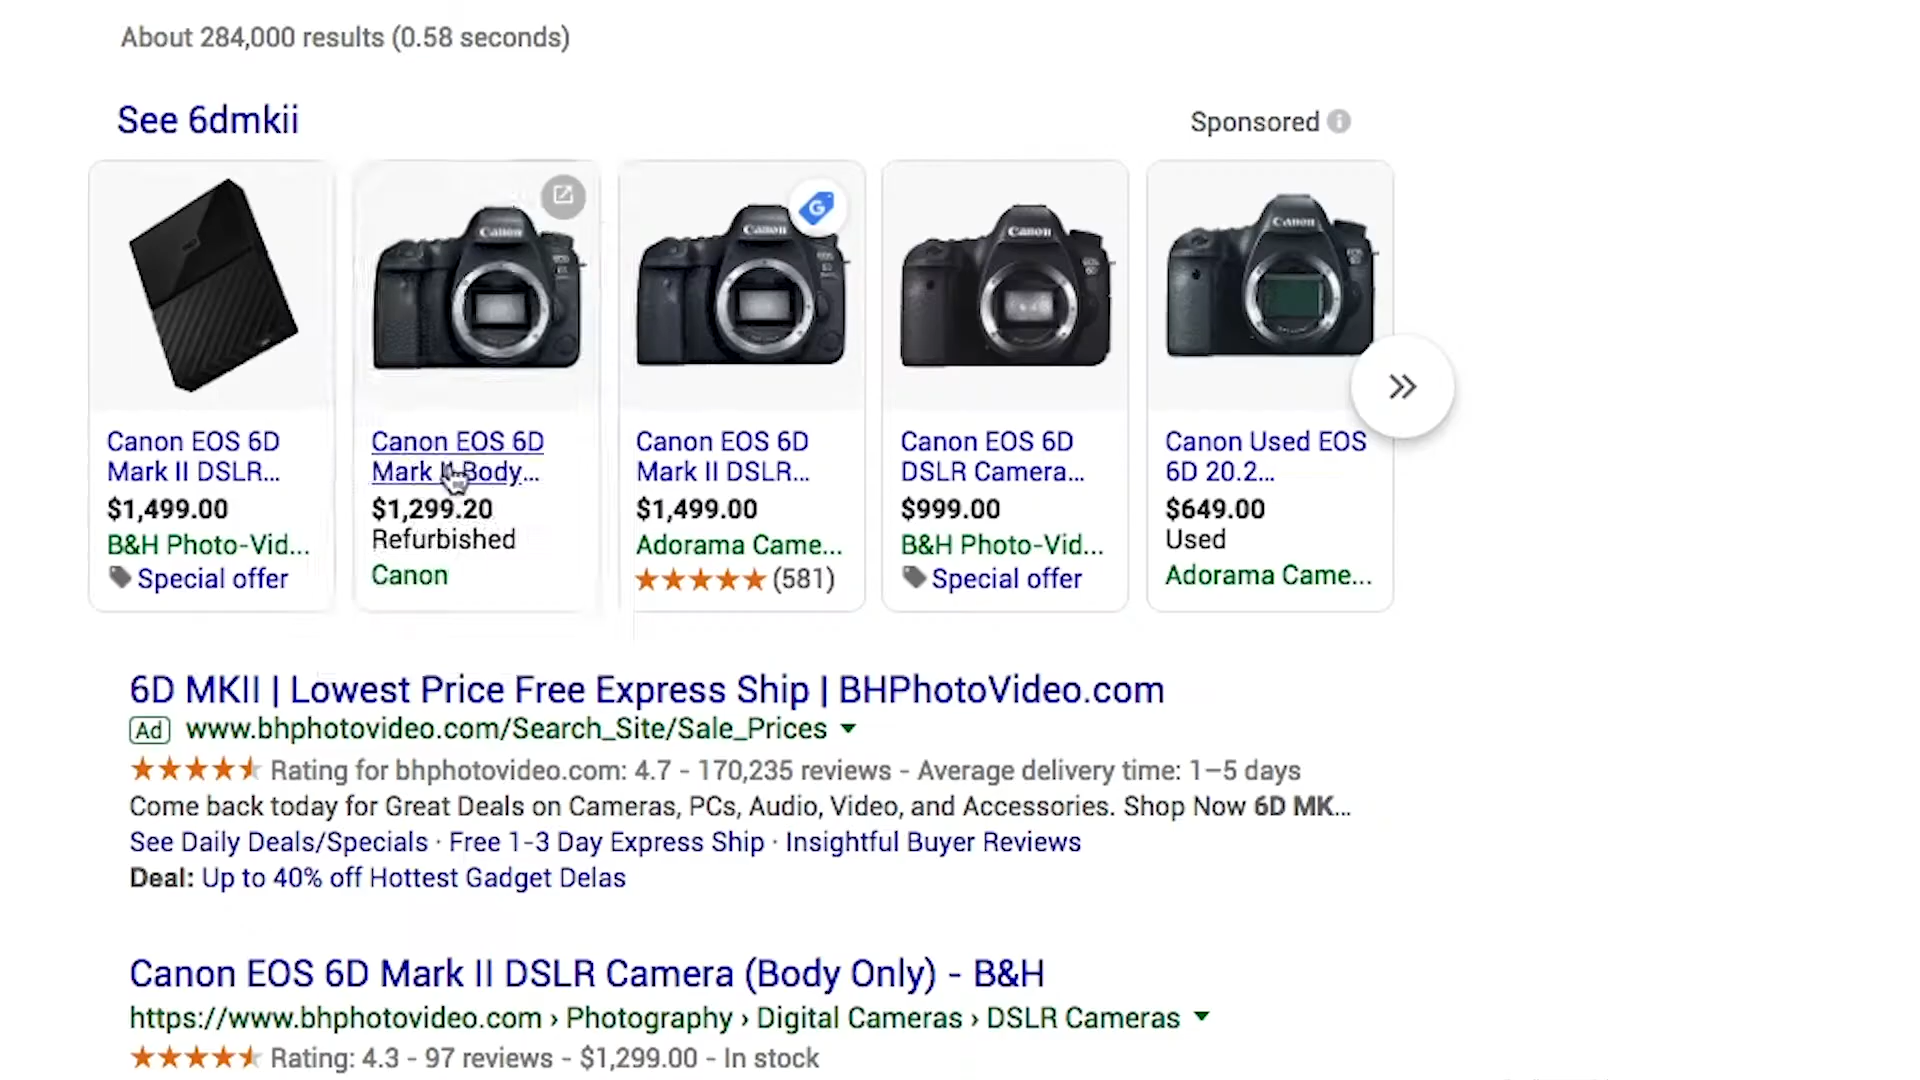 About 284,000 results (0.58 seconds)
See 6dmkii
Sponsored
Canon
Canon
Canon
Canon
Canon EOS 6D
Mark II DSLR...
$1,499.00
B&H Photo-Vid...
Special offer
Canon EOS 6D
Mark II Body...
$1,299.20
Refurbished
Canon
Canon EOS 6D
Mark II DSLR...
$1,499.00
Adorama Came...
(581)
Canon EOS 6D
DSLR Camera...
$999.00
B&H Photo-Vid...
Special offer
Canon Used EOS
6D 20.2...
$649.00
Used
Adorama Came...
6D MKII | Lowest Price Free Express Ship | BHPhotoVideo.com
Ad www.bhphotovideo.com/Search_Site/Sale_Prices
Rating for bhphotovideo.com: 4.7 - 170,235 reviews - Average delivery time: 1–5 days
Come back today for Great Deals on Cameras, PCs, Audio, Video, and Accessories. Shop Now 6D MK...
See Daily Deals/Specials · Free 1-3 Day Express Ship · Insightful Buyer Reviews
Deal: Up to 40% off Hottest Gadget Delas
Canon EOS 6D Mark II DSLR Camera (Body Only) - B&H
https://www.bhphotovideo.com › Photography › Digital Cameras › DSLR Cameras
Rating: 4.3 - 97 reviews - $1,299.00 - In stock